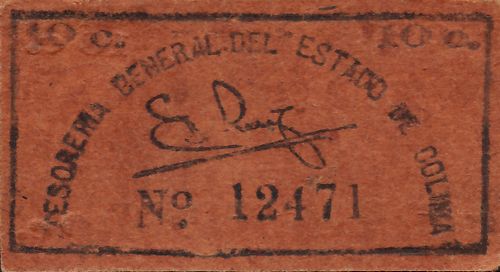 10 c. 10 c.
TESORERIA GENERAL DEL ESTADO DE COLIMA
No. 12471